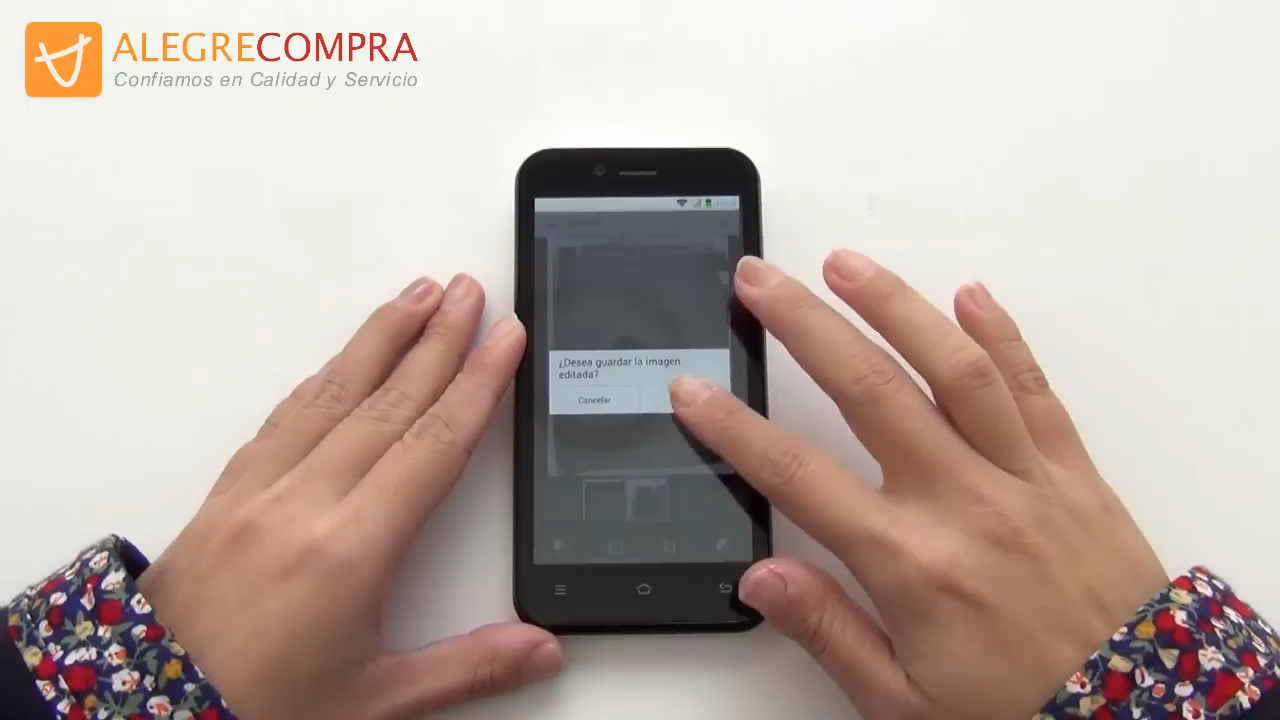 ALEGRECOMPRA
Confiamos en Calidad y Servicio
¿Desea guardar la imagen
editada?
Cancelar